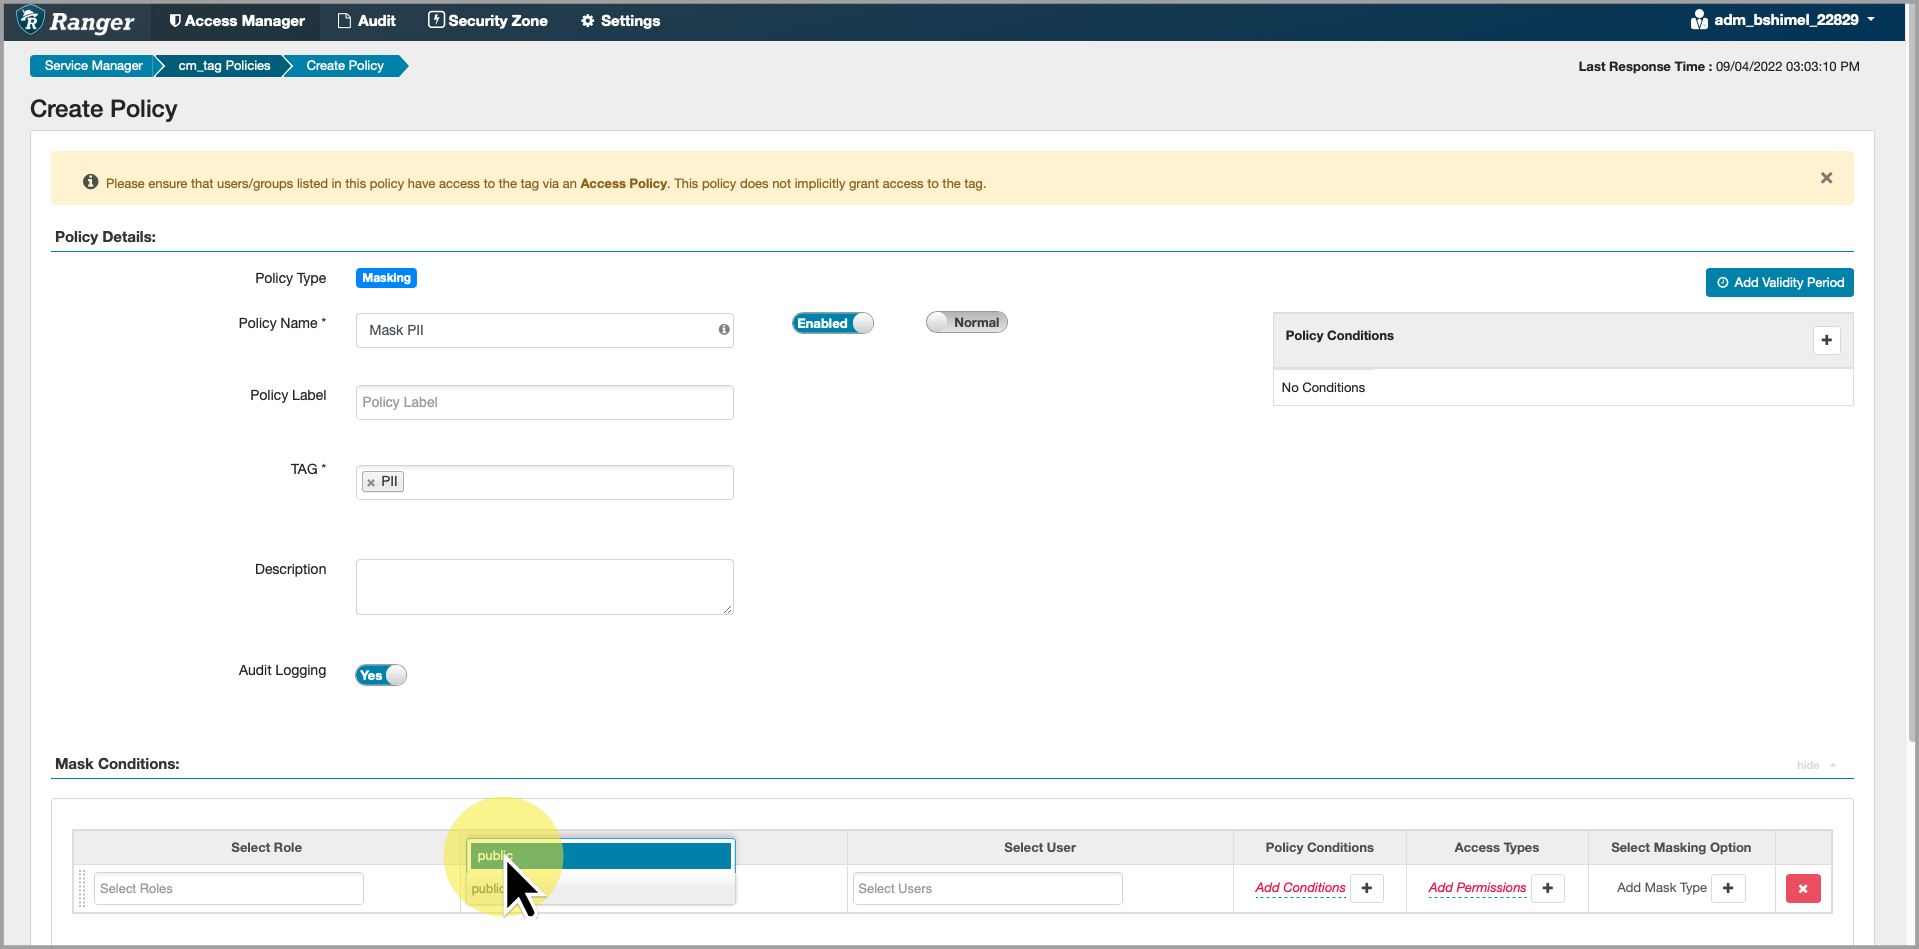 Ranger
Access Manager
Audit
Security Zone
Settings
adm_bshimel_22829
Service Manager
cm_tag Policies
Create Policy
Last Response Time : 09/04/2022 03:03:10 PM
Create Policy
Please ensure that users/groups listed in this policy have access to the tag via an Access Policy. This policy does not implicitly grant access to the tag.
Policy Details:
Policy Type
Masking
Add Validity Period
Policy Name *
Mask PII
Enabled
Normal
Policy Conditions
No Conditions
Policy Label
Policy Label
TAG *
PII
Description
Audit Logging
Yes
Mask Conditions:
hide
Select Role
public
Select User
Policy Conditions
Access Types
Select Masking Option
Select Roles
public
Select Users
Add Conditions
Add Permissions
Add Mask Type